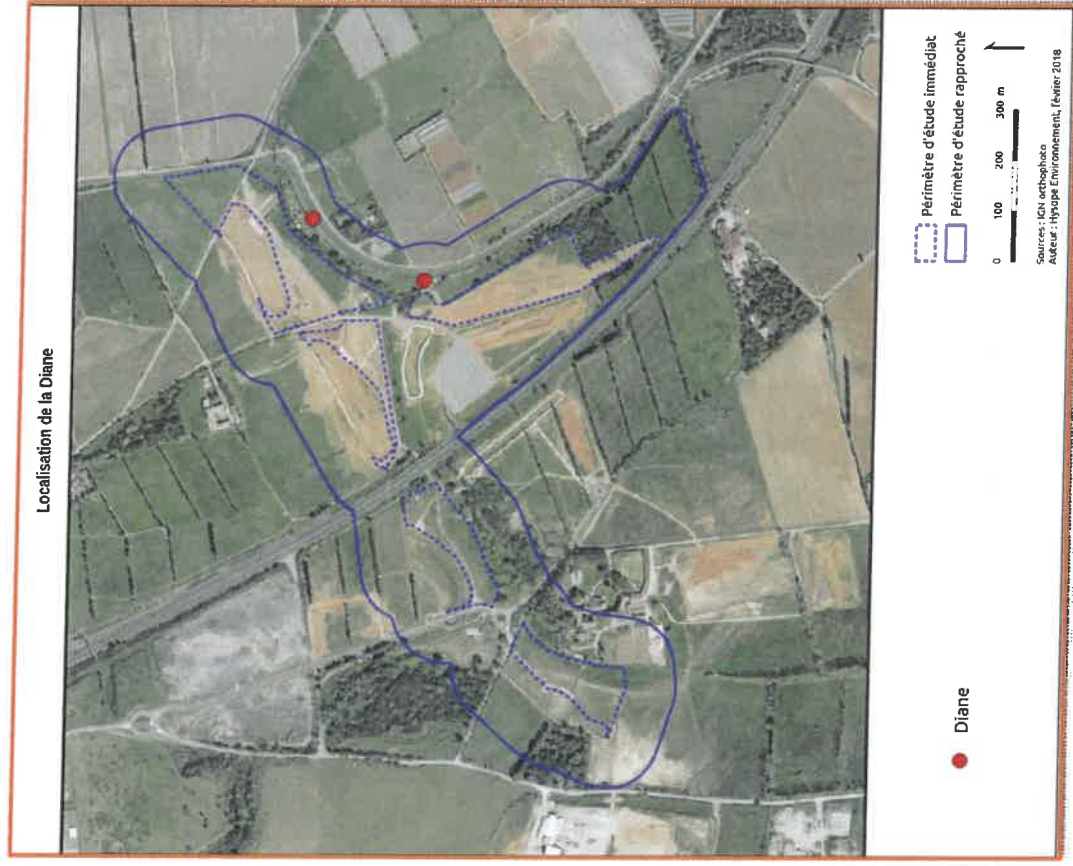 Localisation de la Diane
Diane
Périmètre d'étude immédiat
Périmètre d'étude rapproché
0 100 200 300 m
Sources : IGN orthophoto
Auteur : Hysope Environnement, février 2018